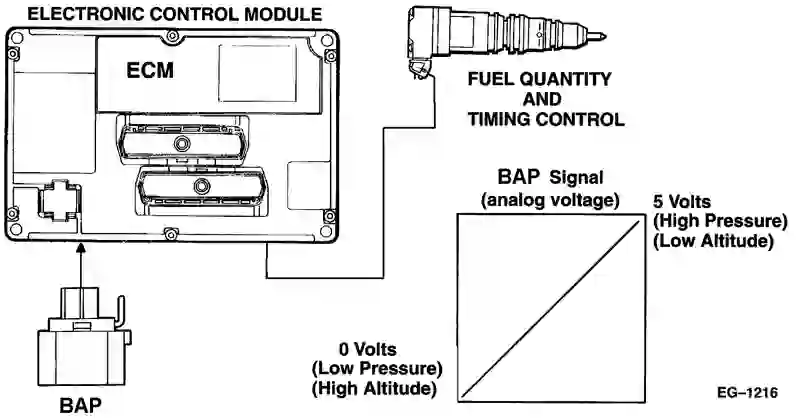 ELECTRONIC CONTROL MODULE
ECM
FUEL QUANTITY
AND
TIMING CONTROL
BAP Signal
(analog voltage)
5 Volts
(High Pressure)
(Low Altitude)
0 Volts
(Low Pressure)
(High Altitude)
BAP
EG–1216